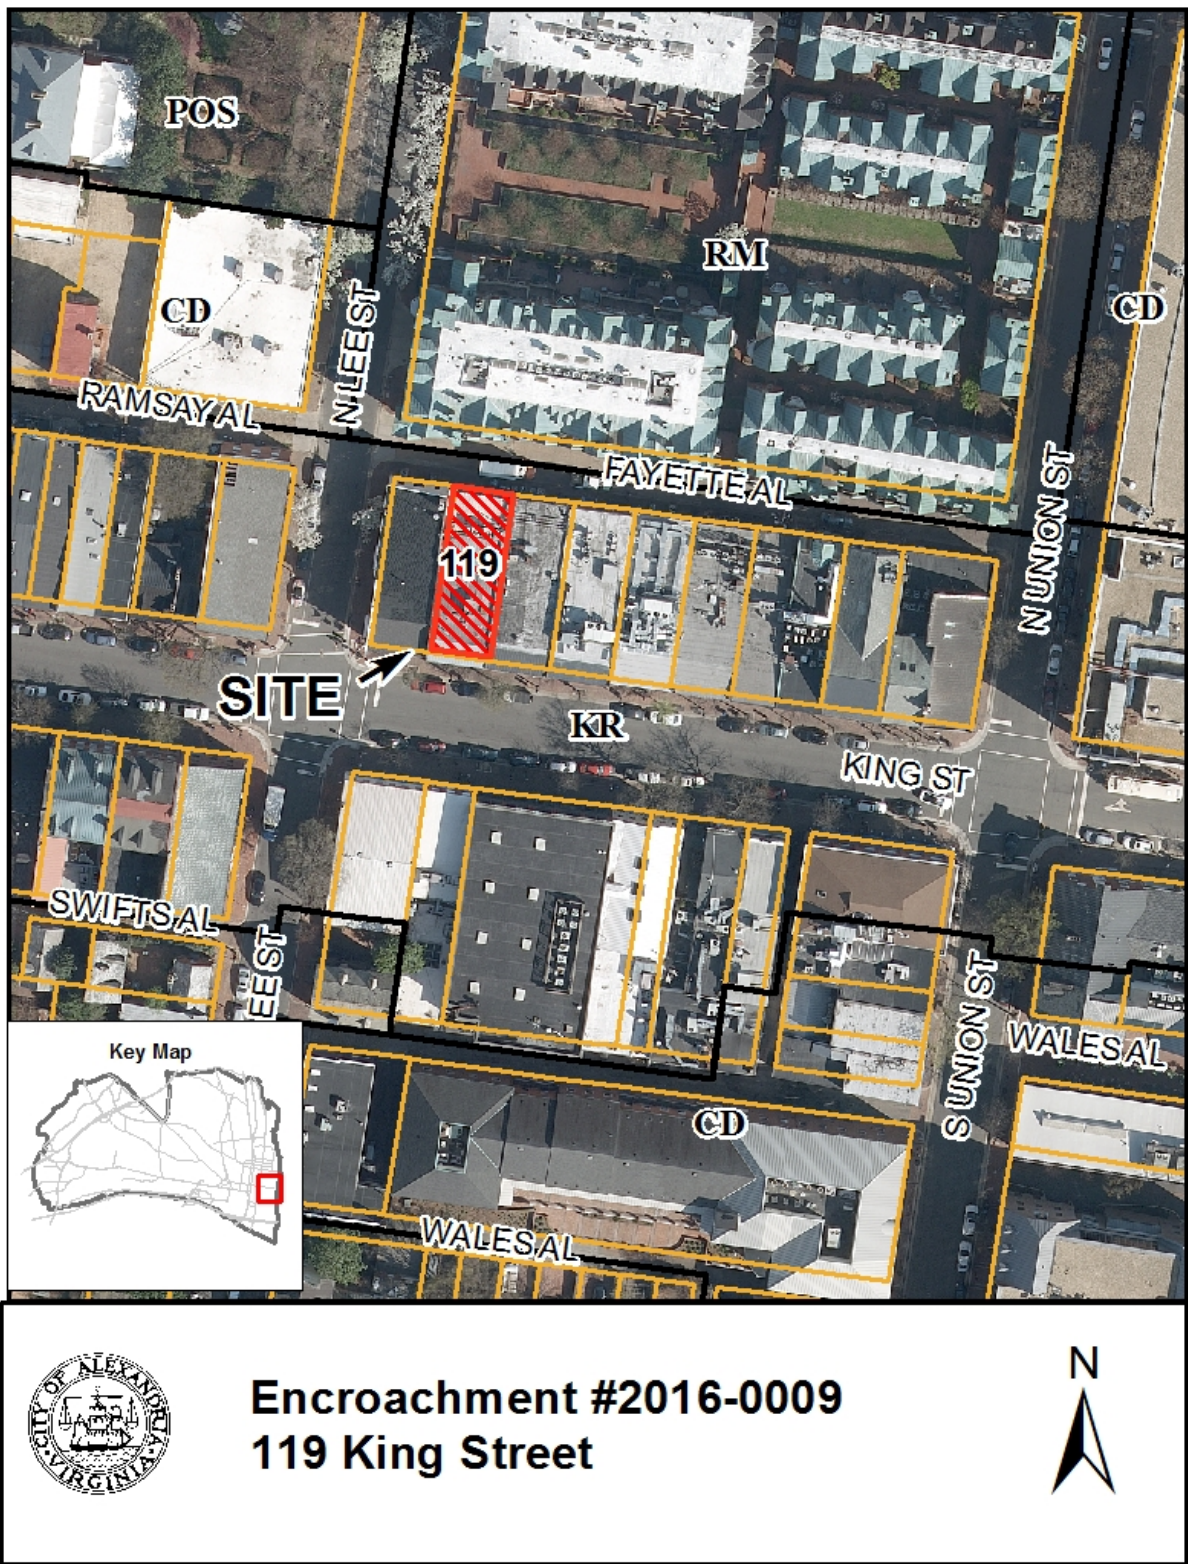 POS
RM
CD
CD
N LEE ST
RAMSAY AL
FAYETTE AL
N UNION ST
119
SITE
KR
KING ST
SWIFTS AL
EE ST
S UNION ST
WALES AL
Key Map
CD
WALES AL
CITY OF ALEXANDRIA
VIRGINIA
Encroachment #2016-0009
119 King Street
N